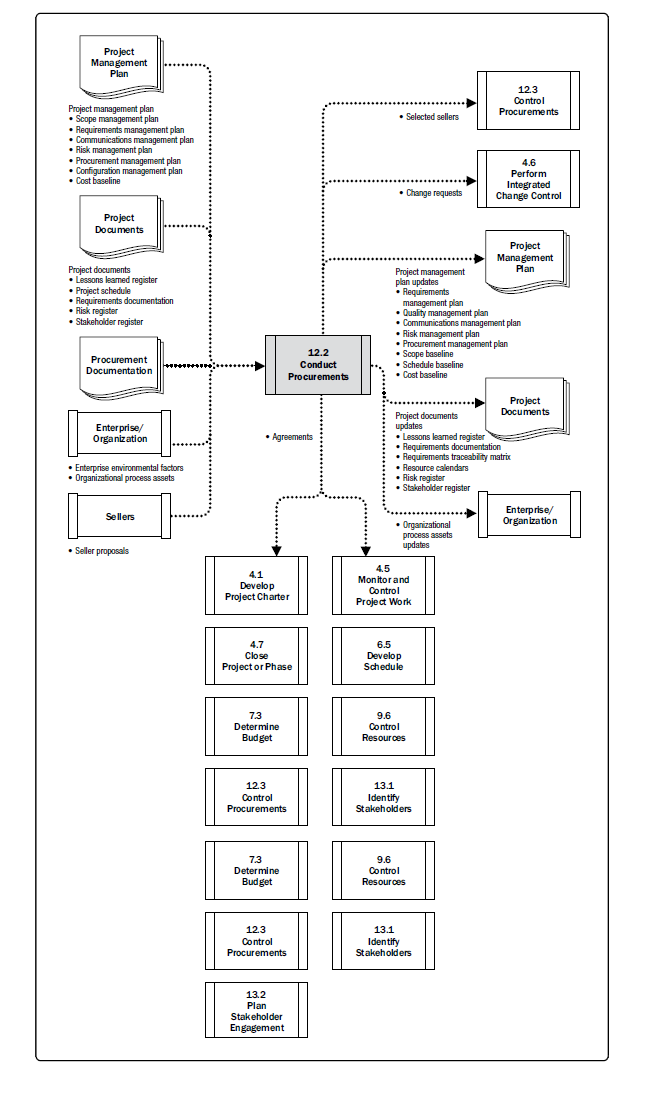 Project
Management
Plan
Project management plan
• Scope management plan
• Requirements management plan
• Communications management plan
• Risk management plan
• Procurement management plan
• Configuration management plan
• Cost baseline
Project
Documents
Project documents
• Lessons learned register
• Project schedule
• Requirements documentation
• Risk register
• Stakeholder register
Procurement
Documentation
Enterprise/
Organization
• Enterprise environmental factors
• Organizational process assets
Sellers
• Seller proposals
12.2
Conduct
Procurements
• Selected sellers
12.3
Control
Procurements
• Change requests
4.6
Perform
Integrated
Change Control
Project
Management
Plan
Project management
plan updates
• Requirements
management plan
• Quality management plan
• Communications management plan
• Risk management plan
• Procurement management plan
• Scope baseline
• Schedule baseline
• Cost baseline
Project
Documents
Project documents
updates
• Lessons learned register
• Requirements documentation
• Requirements traceability matrix
• Resource calendars
• Risk register
• Stakeholder register
Enterprise/
Organization
• Organizational
process assets
updates
• Agreements
4.1
Develop
Project Charter
4.5
Monitor and
Control
Project Work
4.7
Close
Project or Phase
6.5
Develop
Schedule
7.3
Determine
Budget
9.6
Control
Resources
12.3
Control
Procurements
13.1
Identify
Stakeholders
7.3
Determine
Budget
9.6
Control
Resources
12.3
Control
Procurements
13.1
Identify
Stakeholders
13.2
Plan
Stakeholder
Engagement